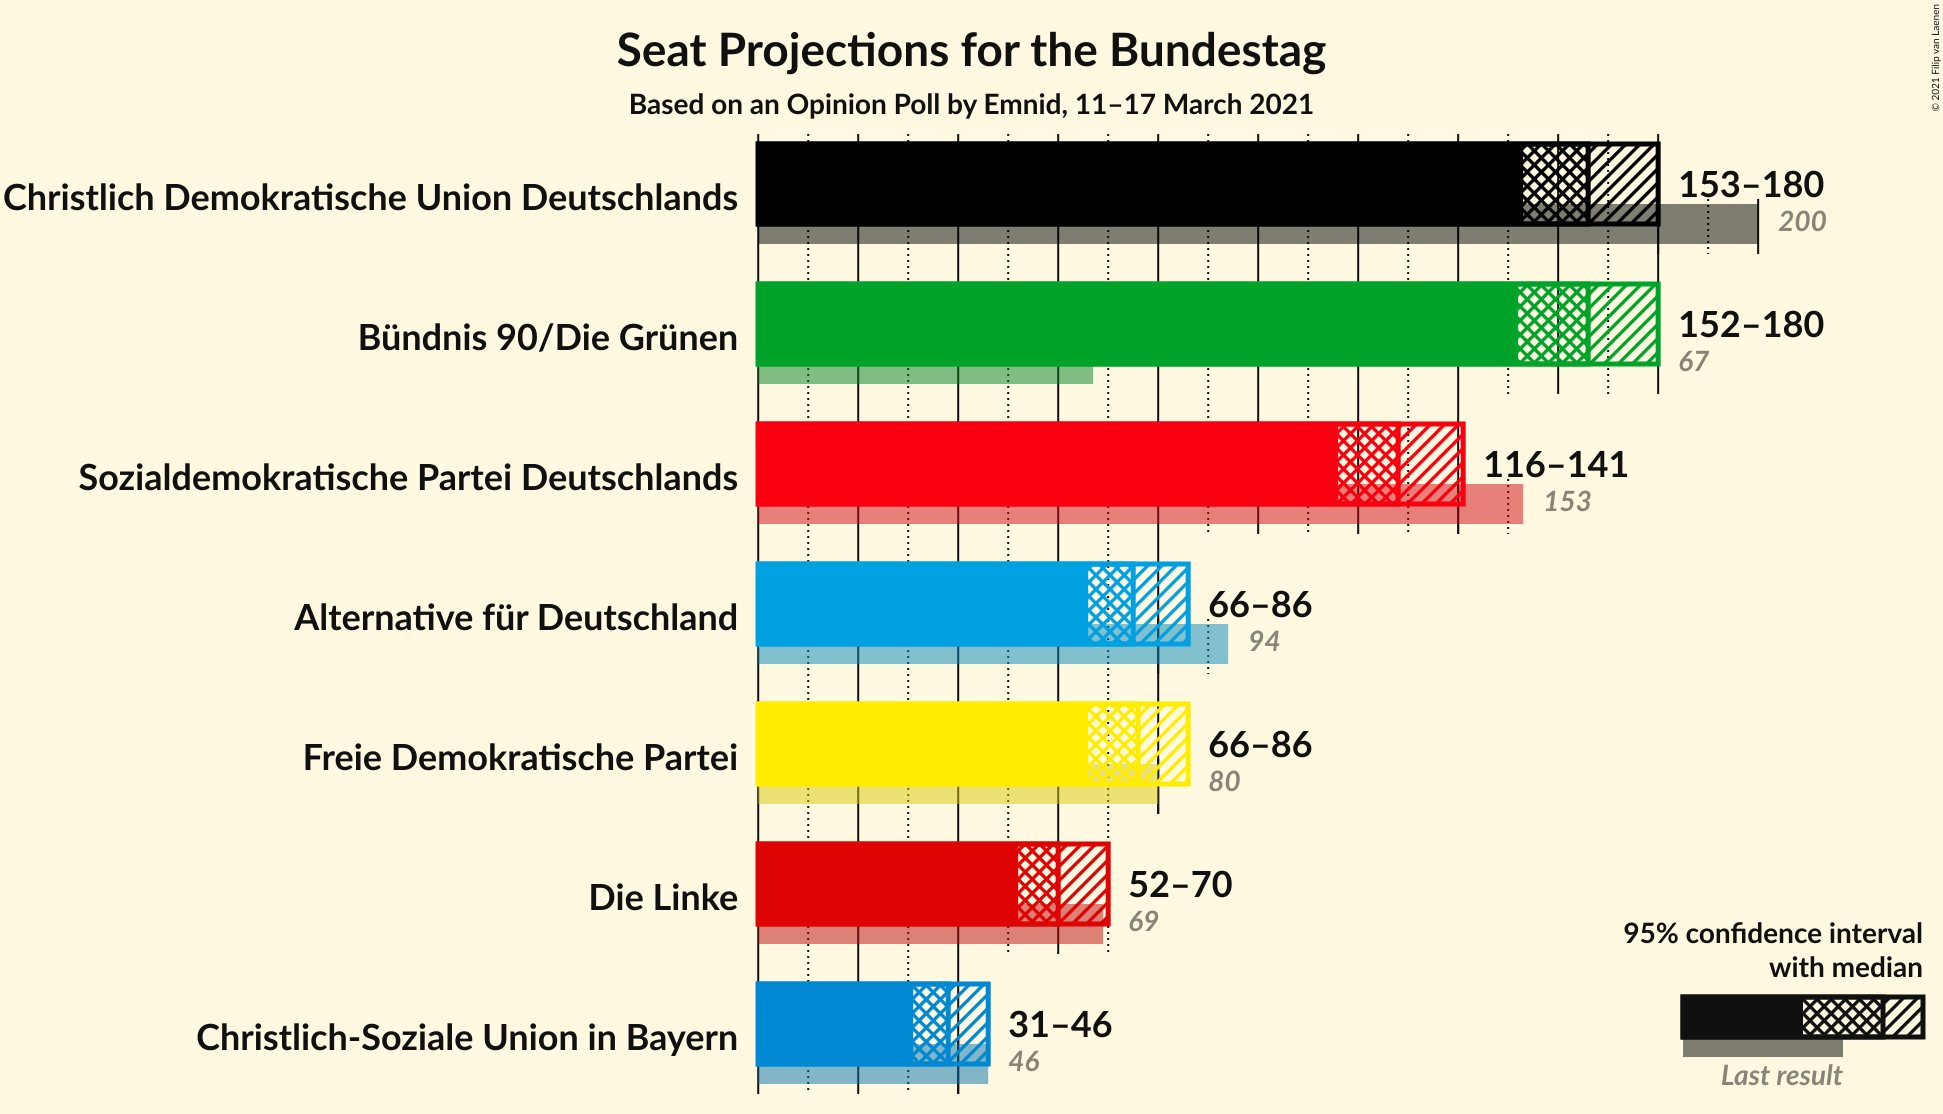 Seat Projections for the Bundestag
Based on an Opinion Poll by Emnid, 11–17 March 2021
© 2021 Filip van Laenen
Christlich Demokratische Union Deutschlands
153–180
200
Bündnis 90/Die Grünen
152–180
67
Sozialdemokratische Partei Deutschlands
116–141
153
Alternative für Deutschland
66–86
94
Freie Demokratische Partei
66–86
80
Die Linke
52–70
69
Christlich-Soziale Union in Bayern
31–46
46
95% confidence interval
with median
Last result